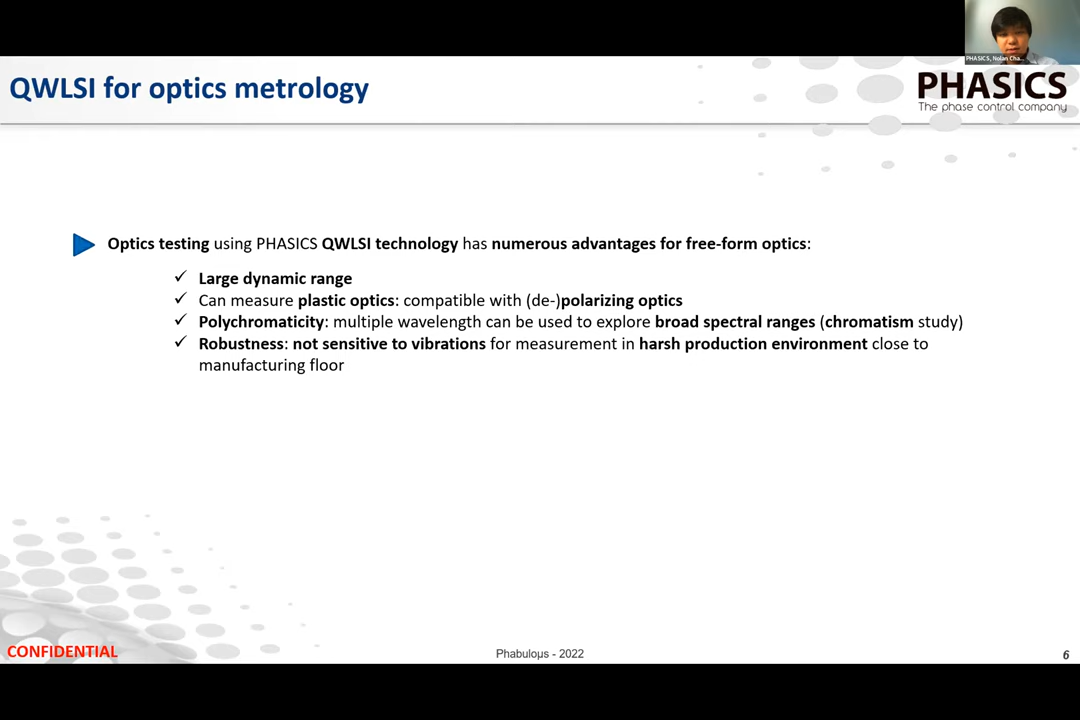 PHASICS, Nolan Cha...
QWLSI for optics metrology
PHASICS
The phase control company
Optics testing using PHASICS QWLSI technology has numerous advantages for free-form optics:
✓ Large dynamic range
✓ Can measure plastic optics: compatible with (de-)polarizing optics
✓ Polychromaticity: multiple wavelength can be used to explore broad spectral ranges (chromatism study)
✓ Robustness: not sensitive to vibrations for measurement in harsh production environment close to
manufacturing floor
CONFIDENTIAL
Phabulous - 2022
6